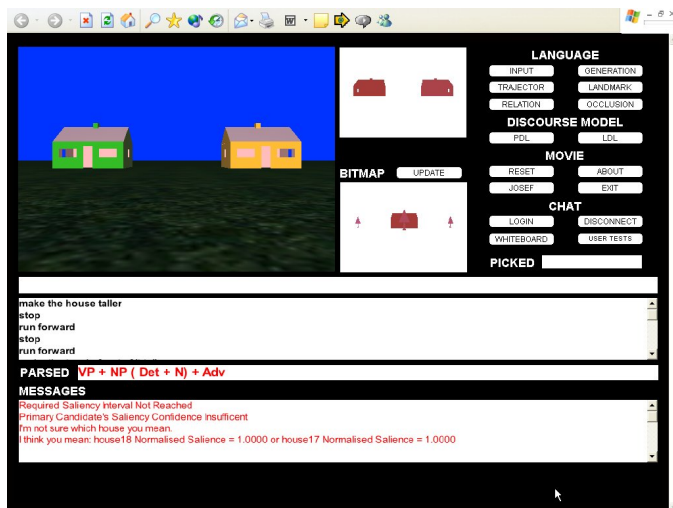 LANGUAGE
INPUT
GENERATION
TRAJECTOR
LANDMARK
RELATION
OCCLUSION
DISCOURSE MODEL
PDL
LDL
MOVIE
BITMAP
UPDATE
RESET
ABOUT
JOSEF
EXIT
CHAT
LOGIN
DISCONNECT
WHITEBOARD
USER TESTS
PICKED
make the house taller
stop
run forward
stop
run forward
PARSED
VP + NP ( Det + N) + Adv
MESSAGES
Required Saliency Interval Not Reached
Primary Candidate's Saliency Confidence Insufficent
I'm not sure which house you mean.
I think you mean: house18 Normalised Salience = 1.0000 or house17 Normalised Salience = 1.0000